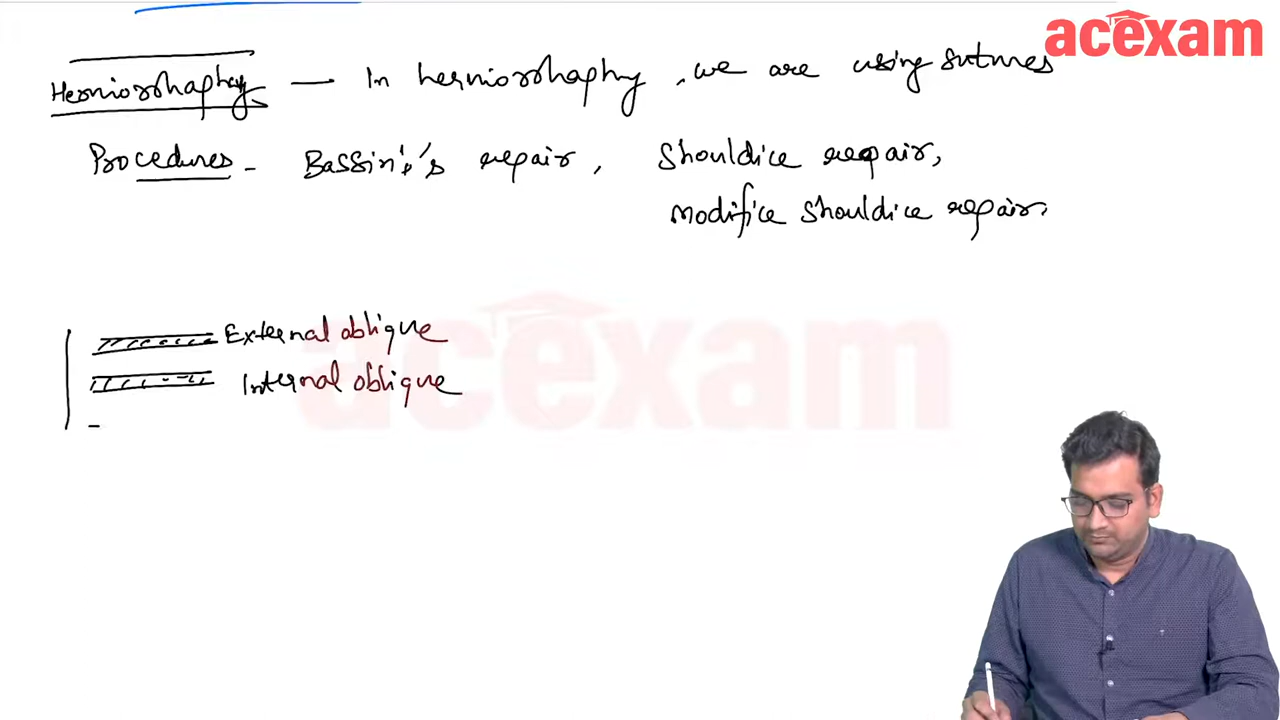 acexam
Herniorrhaphy — In herniorrhaphy, we are using sutures
Procedures - Bassini's repair, Shouldice repair,
modifice shouldice repair,
External oblique
Internal oblique
acexam